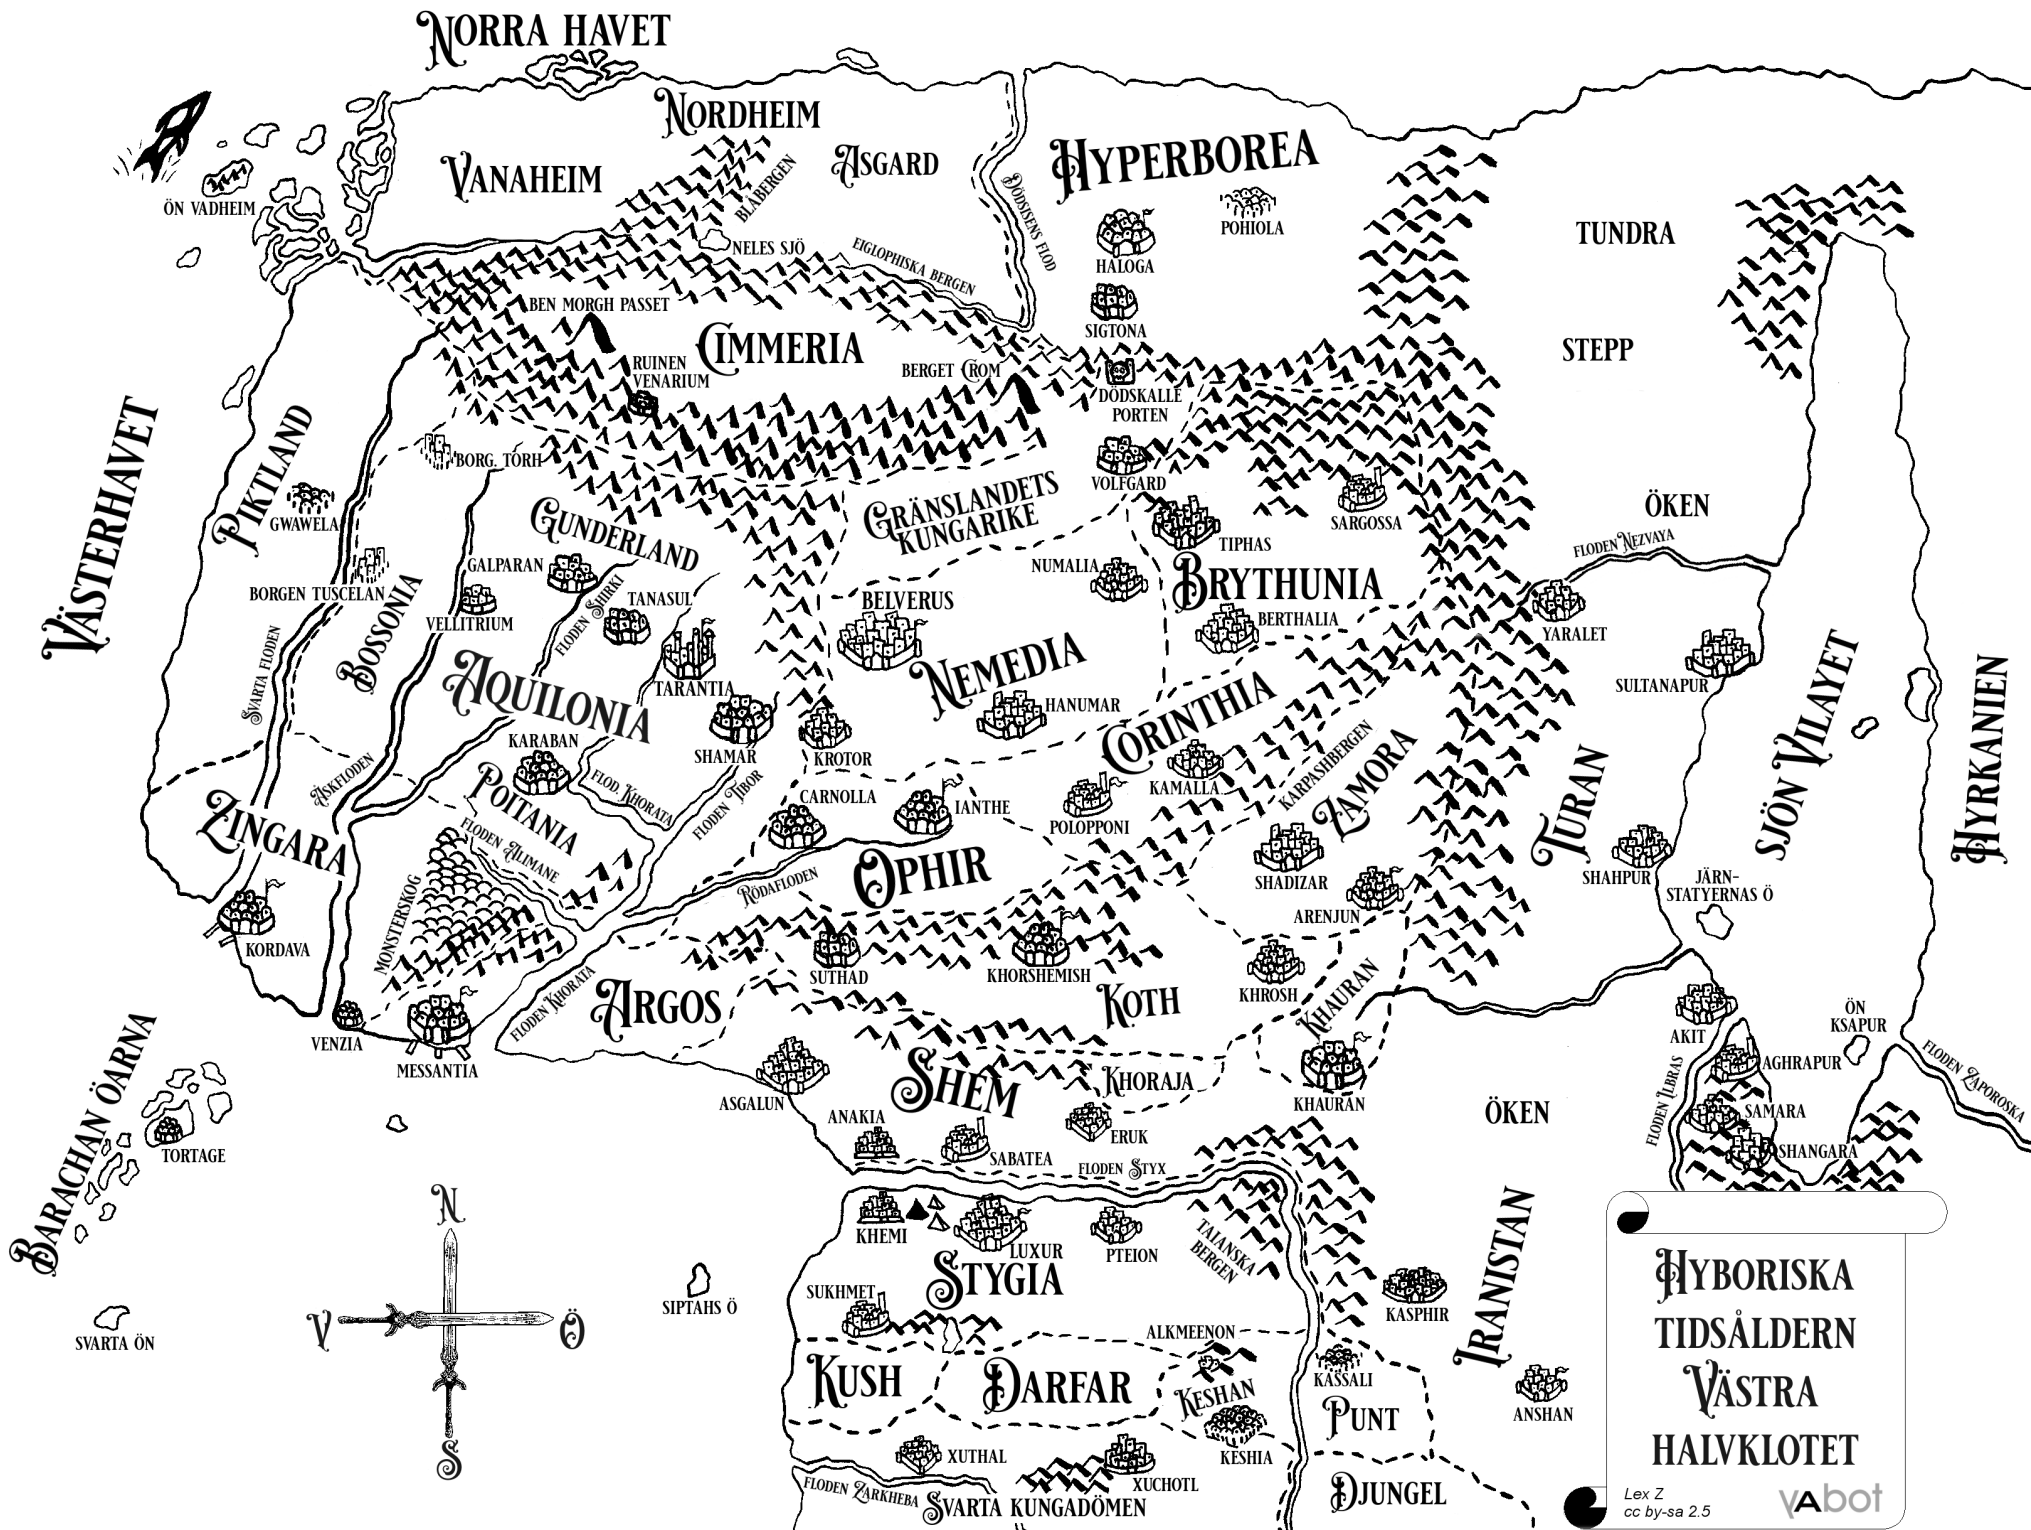 NORRA HAVET
NORDHEIM
VANAHEIM
ASGARD
HYPERBOREA
BLÅBERGEN
ÖN VADHEIM
DÖDSISENS FLOD
POHIOLA
TUNDRA
NELES SJÖ
EIGLOPHISKA BERGEN
HALOGA
BEN MORGH PASSET
CIMMERIA
SIGTONA
STEPP
RUINEN
VENARIUM
BERGET CROM
DÖDSKALLE
PORTEN
VÄSTERHAVET
PIKTLAND
BORG. TORH
VOLFGARD
GRÄNSLANDETS
KUNGARIKE
SARGOSSA
ÖKEN
GWAWELA
GUNDERLAND
TIPHAS
FLODEN NEZVAYA
GALPARAN
NUMALIA
BRYTHUNIA
BORGEN TUSCELAN
BOSSONIA
FLODEN SHIRKI
TANASUL
BELVERUS
BERTHALIA
YARALET
VELLITRIUM
SVARTA FLODEN
AQUILONIA
TARANTIA
NEMEDIA
SULTANAPUR
SJÖN VILAYET
HYRKANIEN
HANUMAR
CORINTHIA
SHAMAR
KROTOR
KARABAN
ASKFLODEN
POITANIA
FLOD. KHORATA
FLODEN TIBOR
KAMALLA
KARPASHBERGEN
ZAMORA
TURAN
CARNOLLA
IANTHE
POLOPPONI
ZINGARA
FLODEN ALIMANE
RÖDAFLODEN
OPHIR
SHADIZAR
SHAHPUR
JÄRN-
STATYERNAS Ö
MONSTERSKOG
ARENJUN
KORDAVA
SUTHAD
KHORSHEMISH
KHROSH
KHAURAN
ARGOS
KOTH
FLODEN KHORATA
VENZIA
MESSANTIA
AKIT
ÖN
KSAPUR
AGHRAPUR
FLODEN ZAPOROSKA
FLODEN ILBRAS
BARACHAN ÖARNA
ASGALUN
SHEM
KHORAJA
KHAURAN
ÖKEN
SAMARA
ANAKIA
ERUK
TORTAGE
SABATEA
FLODEN STYX
SHANGARA
N
KHEMI
LUXUR
PTEION
TAIANSKA
BERGEN
IRANISTAN
STYGIA
SUKHMET
SIPTAHS Ö
KASPHIR
V
Ö
SVARTA ÖN
ALKMEENON
KUSH
DARFAR
KESHAN
KASSALI
ANSHAN
PUNT
S
XUTHAL
KESHIA
XUCHOTL
FLODEN ZARKHEBA
SVARTA KUNGADÖMEN
DJUNGEL
HYBORISKA
TIDSÅLDERN
VÄSTRA
HALVKLOTET
Lex Z
cc by-sa 2.5
yAbot